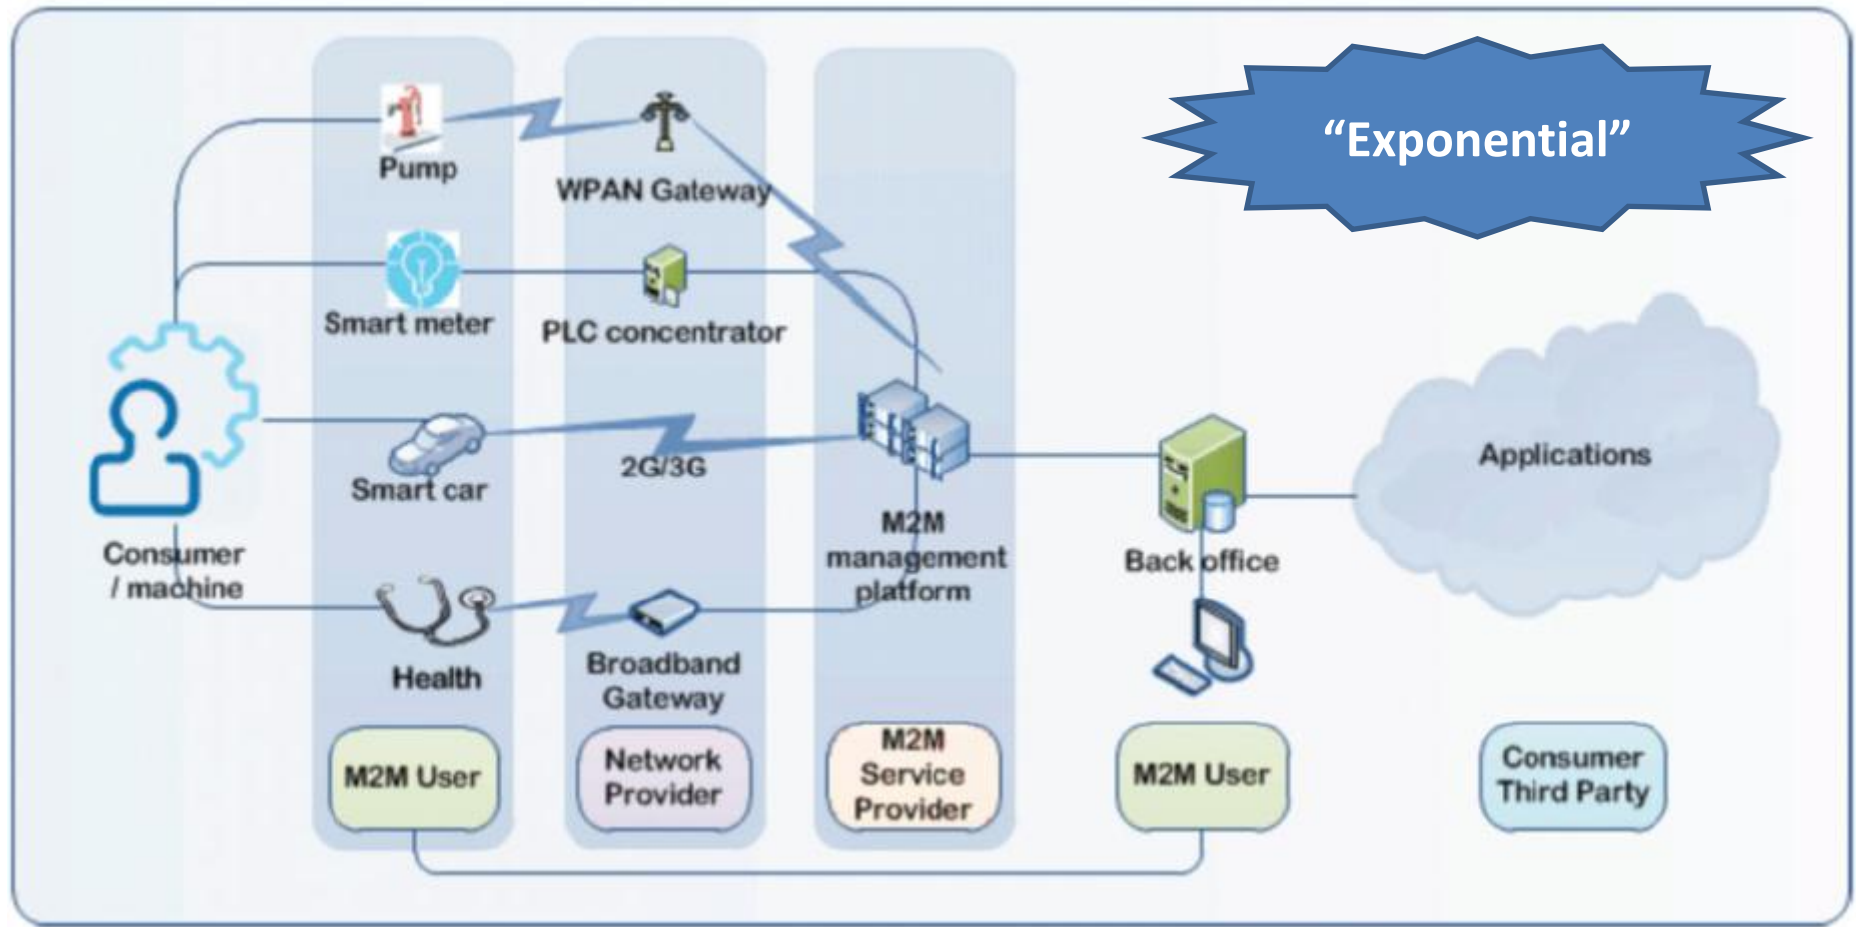 “Exponential”
Pump
WPAN Gateway
Smart meter
PLC concentrator
Smart car
2G/3G
Applications
Consumer
/ machine
M2M
management
platform
Back office
Health
Broadband
Gateway
M2M User
Network
Provider
M2M
Service
Provider
M2M User
Consumer
Third Party